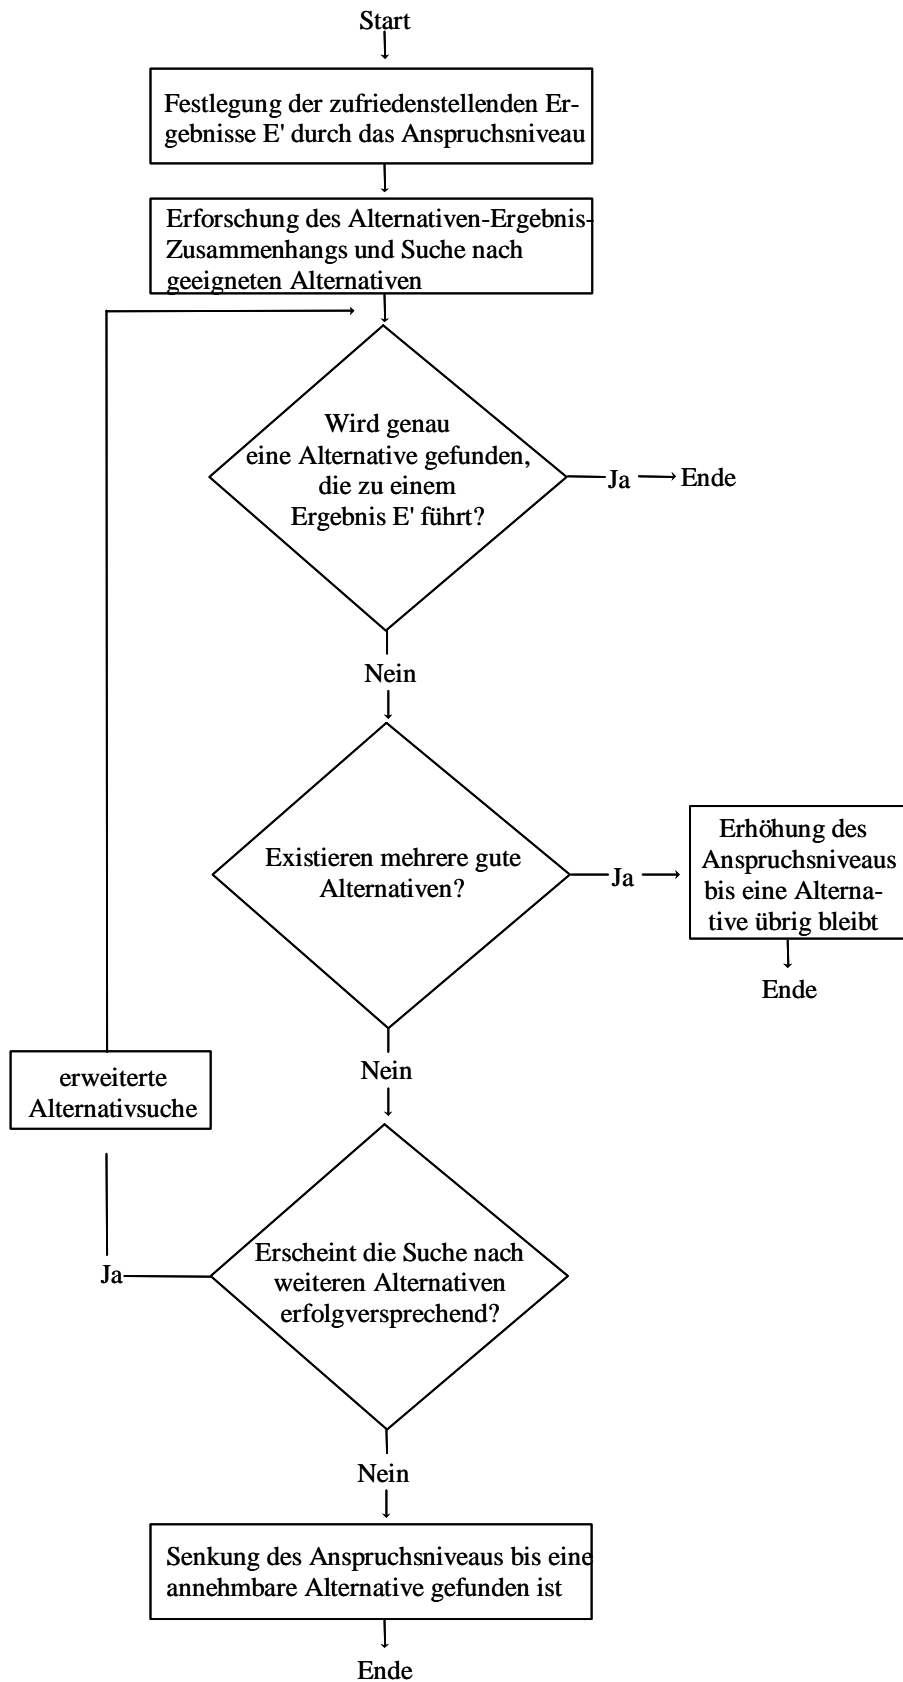 Start
Festlegung der zufriedenstellenden Er-
gebnisse E' durch das Anspruchsniveau
Erforschung des Alternativen-Ergebnis-
Zusammenhangs und Suche nach
geeigneten Alternativen
Wird genau
eine Alternative gefunden,
die zu einem
Ergebnis E' führt?
Ja
Ende
Nein
Existieren mehrere gute
Alternativen?
Ja
Erhöhung des
Anspruchsniveaus
bis eine Alterna-
tive übrig bleibt
Ende
Nein
erweiterte
Alternativsuche
Ja
Erscheint die Suche nach
weiteren Alternativen
erfolgversprechend?
Nein
Senkung des Anspruchsniveaus bis eine
annehmbare Alternative gefunden ist
Ende